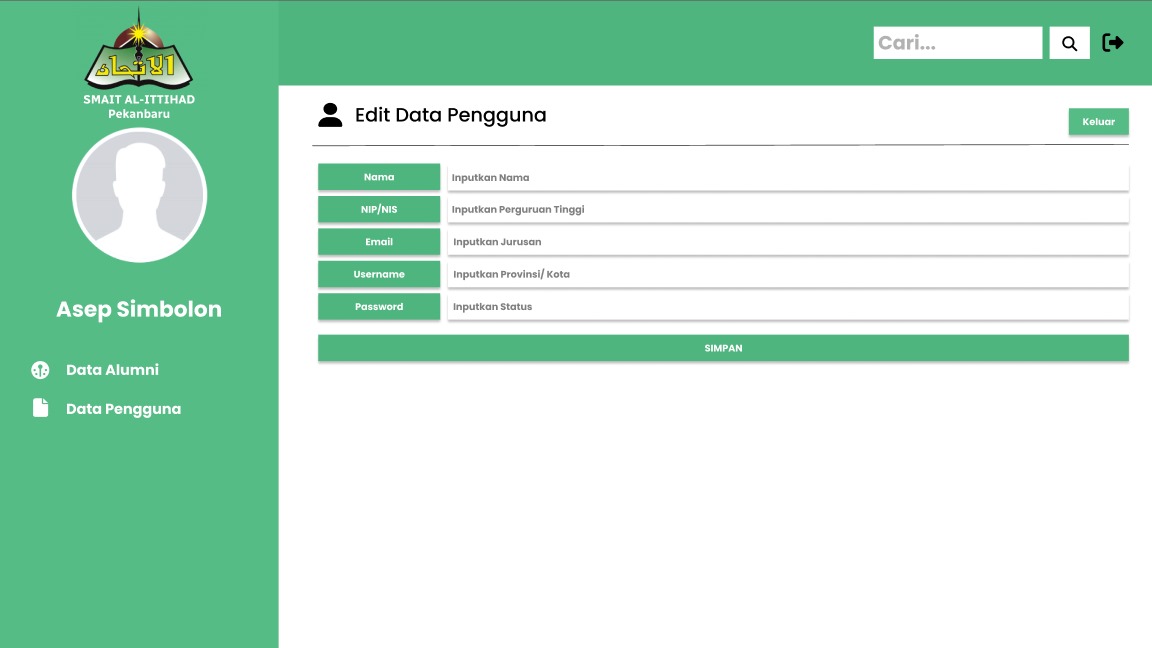 الاتحاد
SMAIT AL-ITTIHAD
Pekanbaru
Asep Simbolon
Data Alumni
Data Pengguna
Cari...
Edit Data Pengguna
Keluar
Nama Inputkan Nama
NIP/NIS Inputkan Perguruan Tinggi
Email Inputkan Jurusan
Username Inputkan Provinsi/ Kota
Password Inputkan Status
SIMPAN